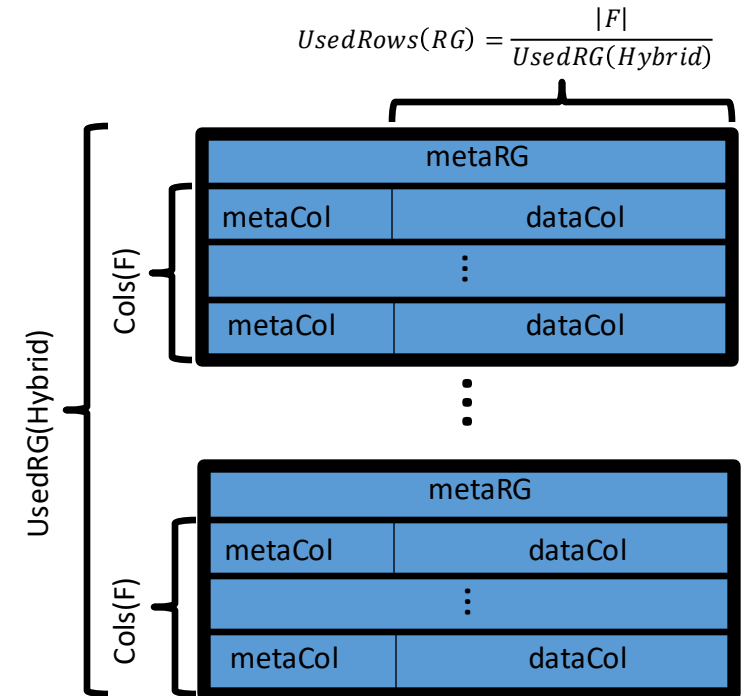 UsedRows(RG) = |F| / UsedRG(Hybrid)
metaRG
metaCol dataCol
⋮
metaCol dataCol
Cols(F)
⋮
UsedRG(Hybrid)
metaRG
metaCol dataCol
⋮
metaCol dataCol
Cols(F)